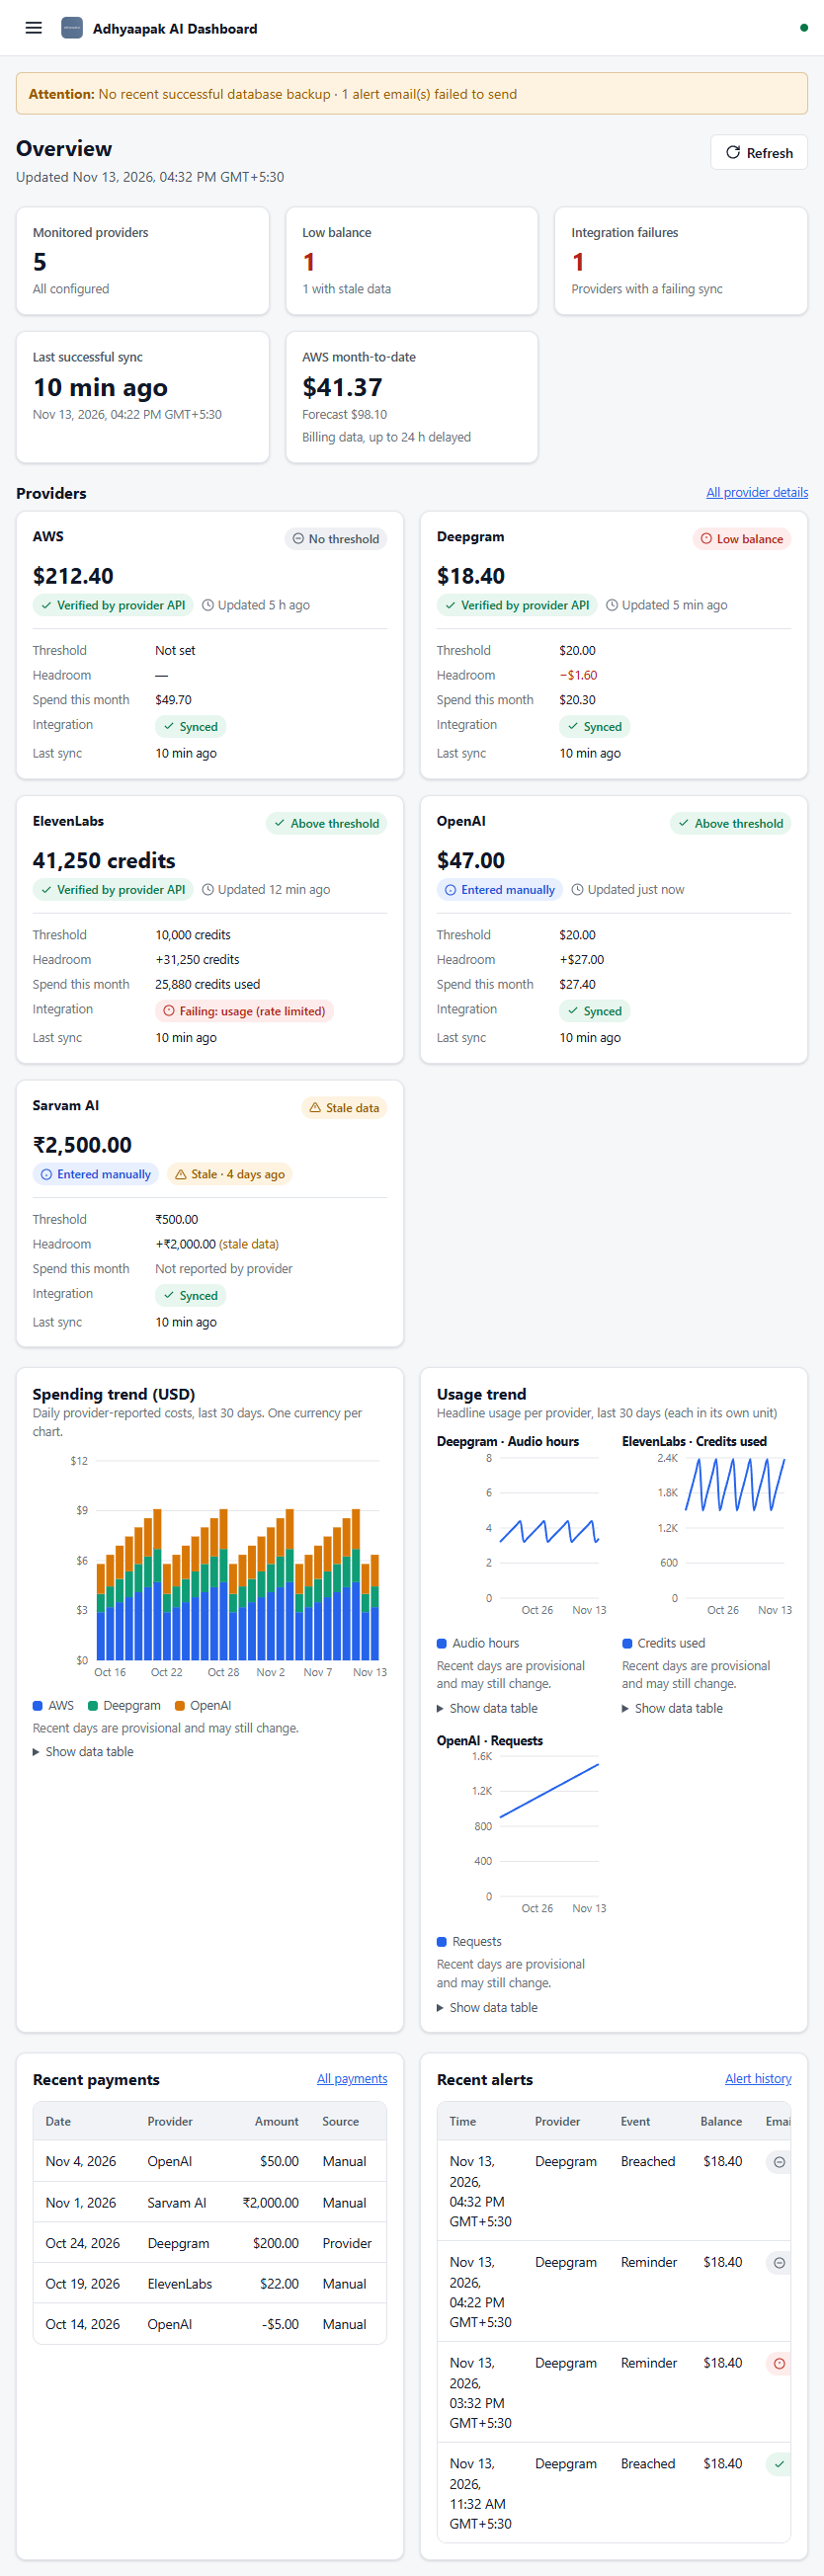 Adhyaapak AI Dashboard
Attention: No recent successful database backup · 1 alert email(s) failed to send
Overview
Refresh
Updated Nov 13, 2026, 04:32 PM GMT+5:30
Monitored providers
5
All configured
Low balance
1
1 with stale data
Integration failures
1
Providers with a failing sync
Last successful sync
10 min ago
Nov 13, 2026, 04:22 PM GMT+5:30
AWS month-to-date
$41.37
Forecast $98.10
Billing data, up to 24 h delayed
Providers
All provider details
AWS
No threshold
$212.40
Verified by provider API
Updated 5 h ago
Threshold Not set
Headroom —
Spend this month $49.70
Integration Synced
Last sync 10 min ago
Deepgram
Low balance
$18.40
Verified by provider API
Updated 5 min ago
Threshold $20.00
Headroom −$1.60
Spend this month $20.30
Integration Synced
Last sync 10 min ago
ElevenLabs
Above threshold
41,250 credits
Verified by provider API
Updated 12 min ago
Threshold 10,000 credits
Headroom +31,250 credits
Spend this month 25,880 credits used
Integration Failing: usage (rate limited)
Last sync 10 min ago
OpenAI
Above threshold
$47.00
Entered manually
Updated just now
Threshold $20.00
Headroom +$27.00
Spend this month $27.40
Integration Synced
Last sync 10 min ago
Sarvam AI
Stale data
₹2,500.00
Entered manually
Stale · 4 days ago
Threshold ₹500.00
Headroom +₹2,000.00 (stale data)
Spend this month Not reported by provider
Integration Synced
Last sync 10 min ago
Spending trend (USD)
Daily provider-reported costs, last 30 days. One currency per
chart.
$12
$9
$6
$3
$0
Oct 16 Oct 22 Oct 28 Nov 2 Nov 7 Nov 13
AWS Deepgram OpenAI
Recent days are provisional and may still change.
Show data table
Usage trend
Headline usage per provider, last 30 days (each in its own unit)
Deepgram · Audio hours
8
6
4
2
0
Oct 26 Nov 13
Audio hours
Recent days are provisional
and may still change.
Show data table
ElevenLabs · Credits used
2.4K
1.8K
1.2K
600
0
Oct 26 Nov 13
Credits used
Recent days are provisional
and may still change.
Show data table
OpenAI · Requests
1.6K
1.2K
800
400
0
Oct 26 Nov 13
Requests
Recent days are provisional
and may still change.
Show data table
Recent payments
All payments
Date Provider Amount Source
Nov 4, 2026 OpenAI $50.00 Manual
Nov 1, 2026 Sarvam AI ₹2,000.00 Manual
Oct 24, 2026 Deepgram $200.00 Provider
Oct 19, 2026 ElevenLabs $22.00 Manual
Oct 14, 2026 OpenAI -$5.00 Manual
Recent alerts
Alert history
Time Provider Event Balance Emai
Nov 13, Deepgram Breached $18.40
2026,
04:32 PM
GMT+5:30
Nov 13, Deepgram Reminder $18.40
2026,
04:22 PM
GMT+5:30
Nov 13, Deepgram Reminder $18.40
2026,
03:32 PM
GMT+5:30
Nov 13, Deepgram Breached $18.40
2026,
11:32 AM
GMT+5:30